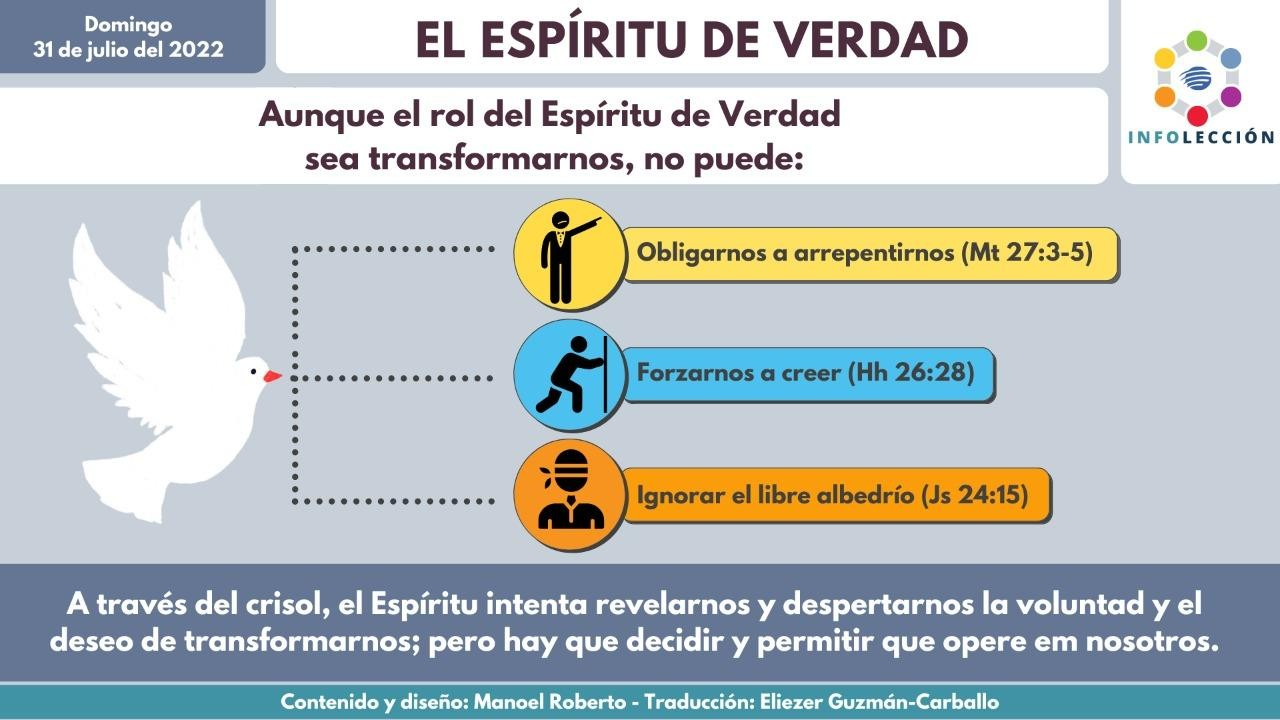 Domingo
31 de julio del 2022
EL ESPÍRITU DE VERDAD
INFOLECCIÓN
Aunque el rol del Espíritu de Verdad
sea transformarnos, no puede:
Obligarnos a arrepentirnos (Mt 27:3-5)
Forzarnos a creer (Hh 26:28)
Ignorar el libre albedrío (Js 24:15)
A través del crisol, el Espíritu intenta revelarnos y despertarnos la voluntad y el
deseo de transformarnos; pero hay que decidir y permitir que opere em nosotros.
Contenido y diseño: Manoel Roberto - Traducción: Eliezer Guzmán-Carballo